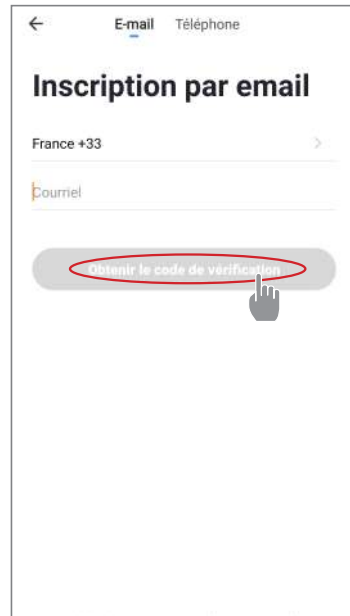 E-mail Téléphone
Inscription par email
France +33
Courriel
Obtenir le code de vérification